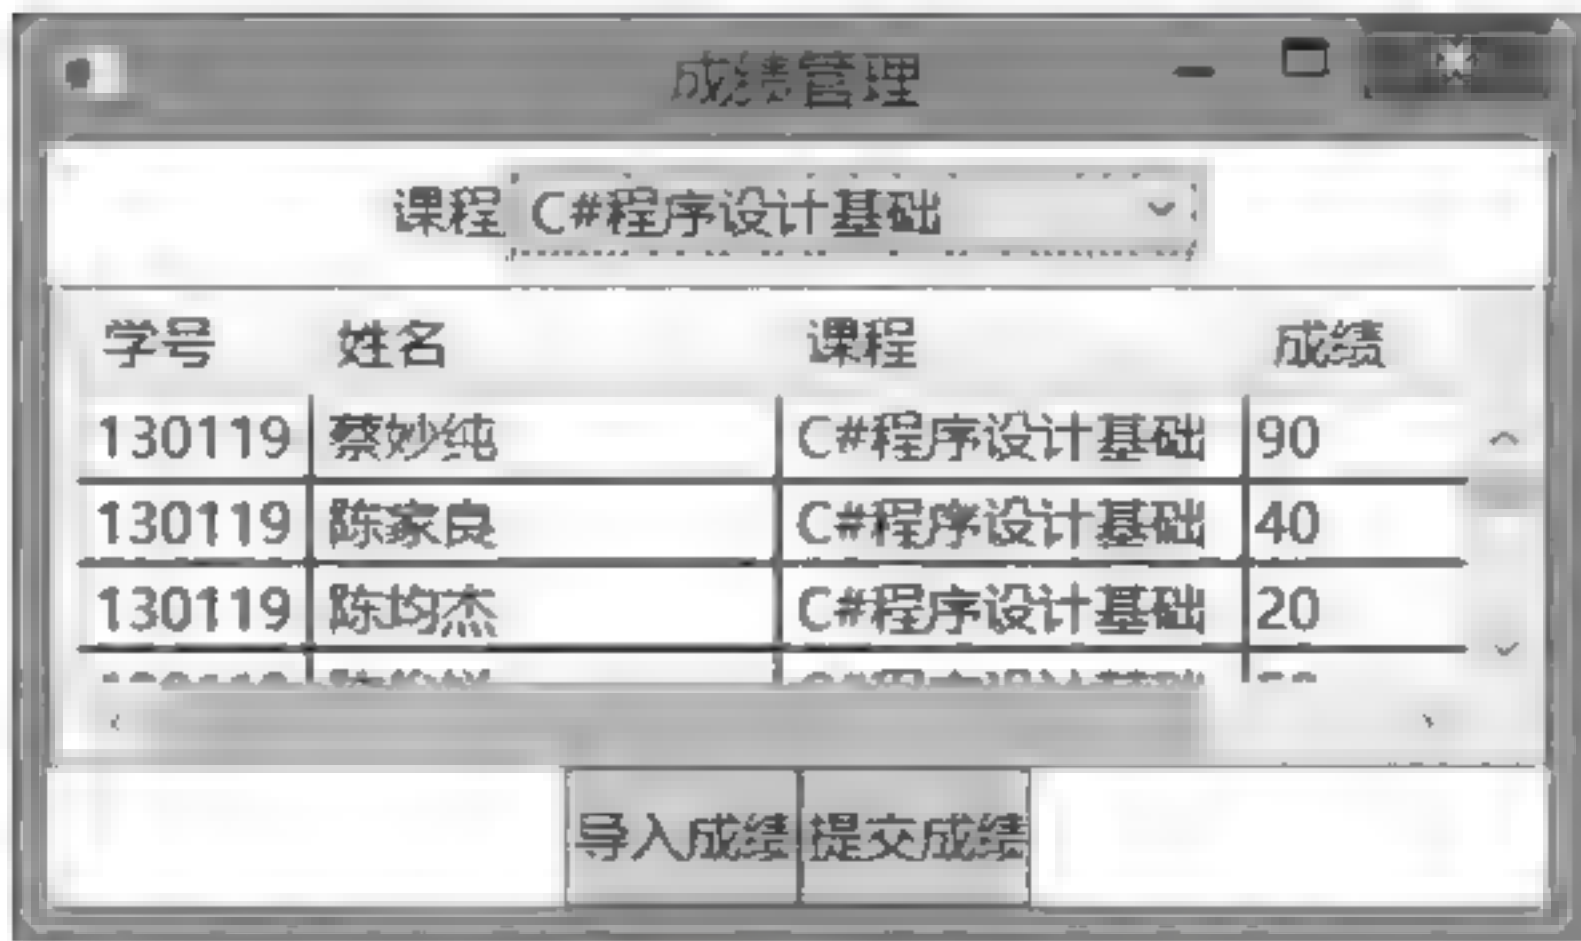 成绩管理
课程 C#程序设计基础
学号 姓名 课程 成绩
130119 蔡妙纯 C#程序设计基础 90
130119 陈家良 C#程序设计基础 40
130119 陈均杰 C#程序设计基础 20
导入成绩 提交成绩